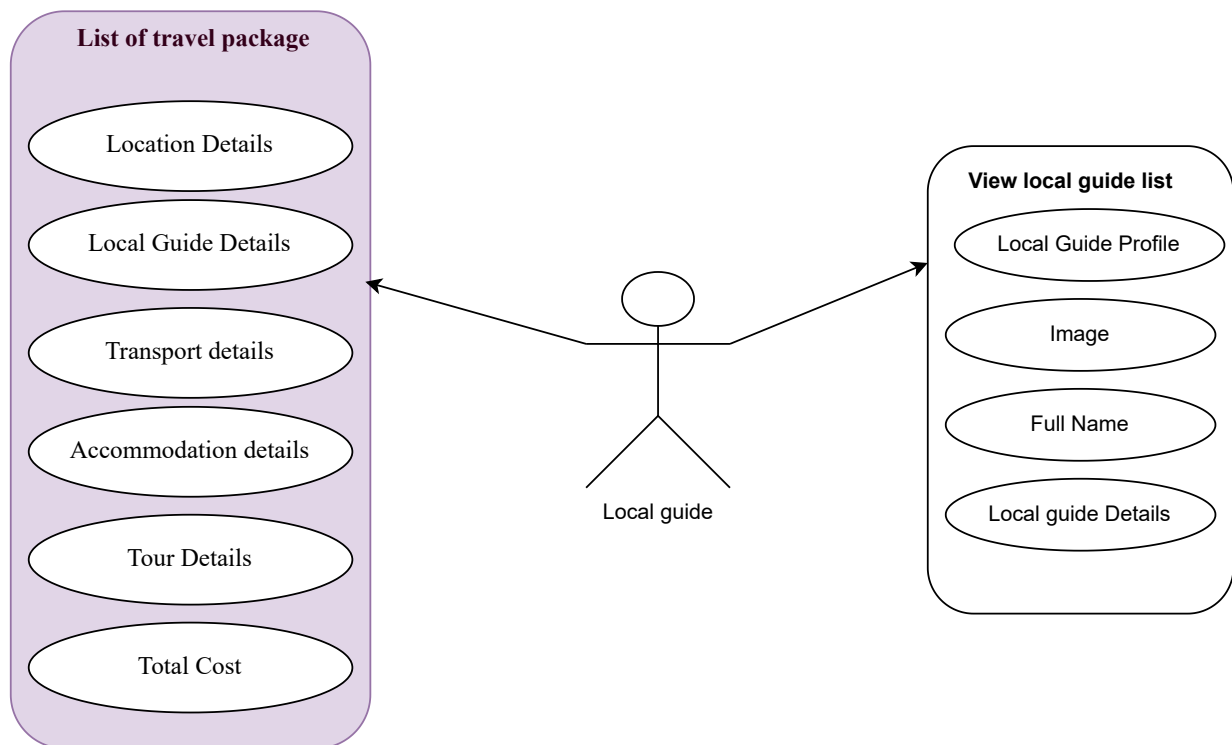 List of travel package
Location Details
Local Guide Details
Transport details
Accommodation details
Tour Details
Total Cost
Local guide
View local guide list
Local Guide Profile
Image
Full Name
Local guide Details